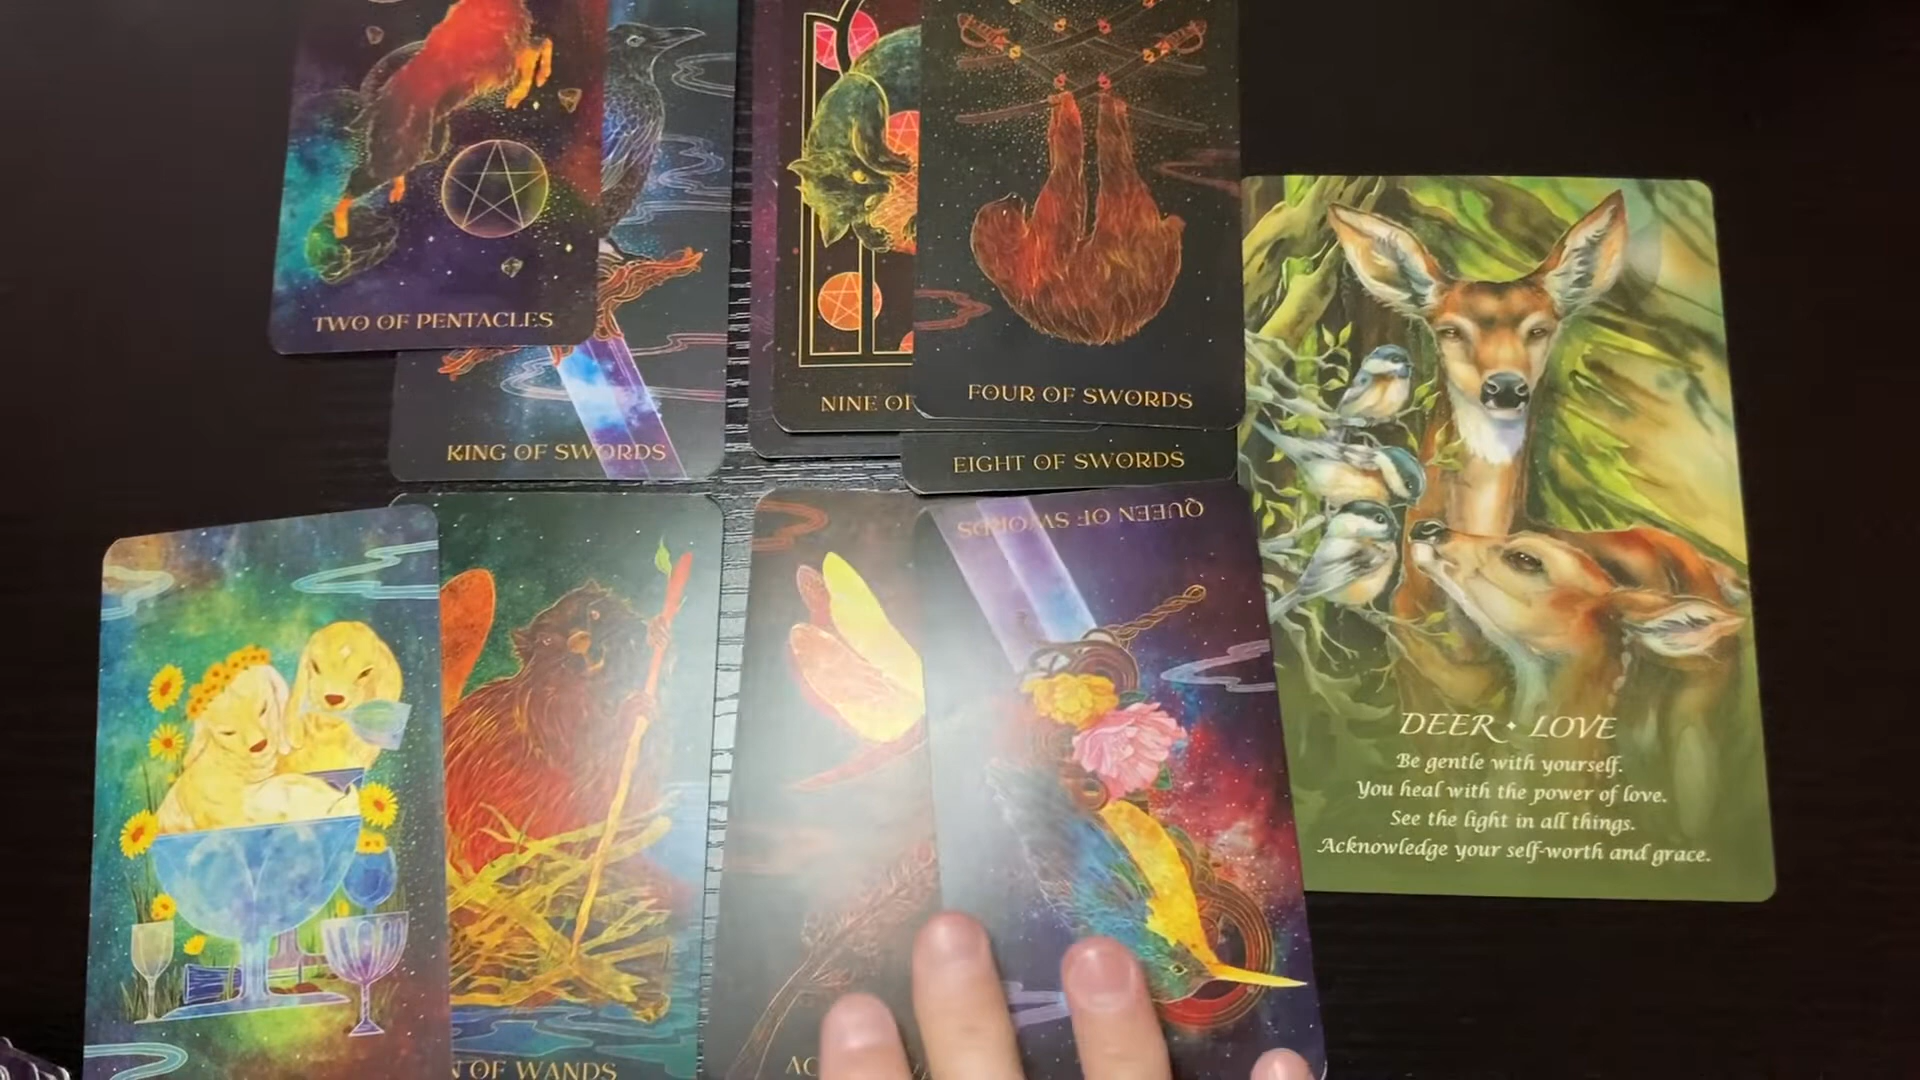 TWO OF PENTACLES
KING OF SWORDS
NINE OF
FOUR OF SWORDS
EIGHT OF SWORDS
QUEEN OF SWORDS
DEER • LOVE
Be gentle with yourself.
You heal with the power of love.
See the light in all things.
Acknowledge your self-worth and grace.
N OF WANDS
AC